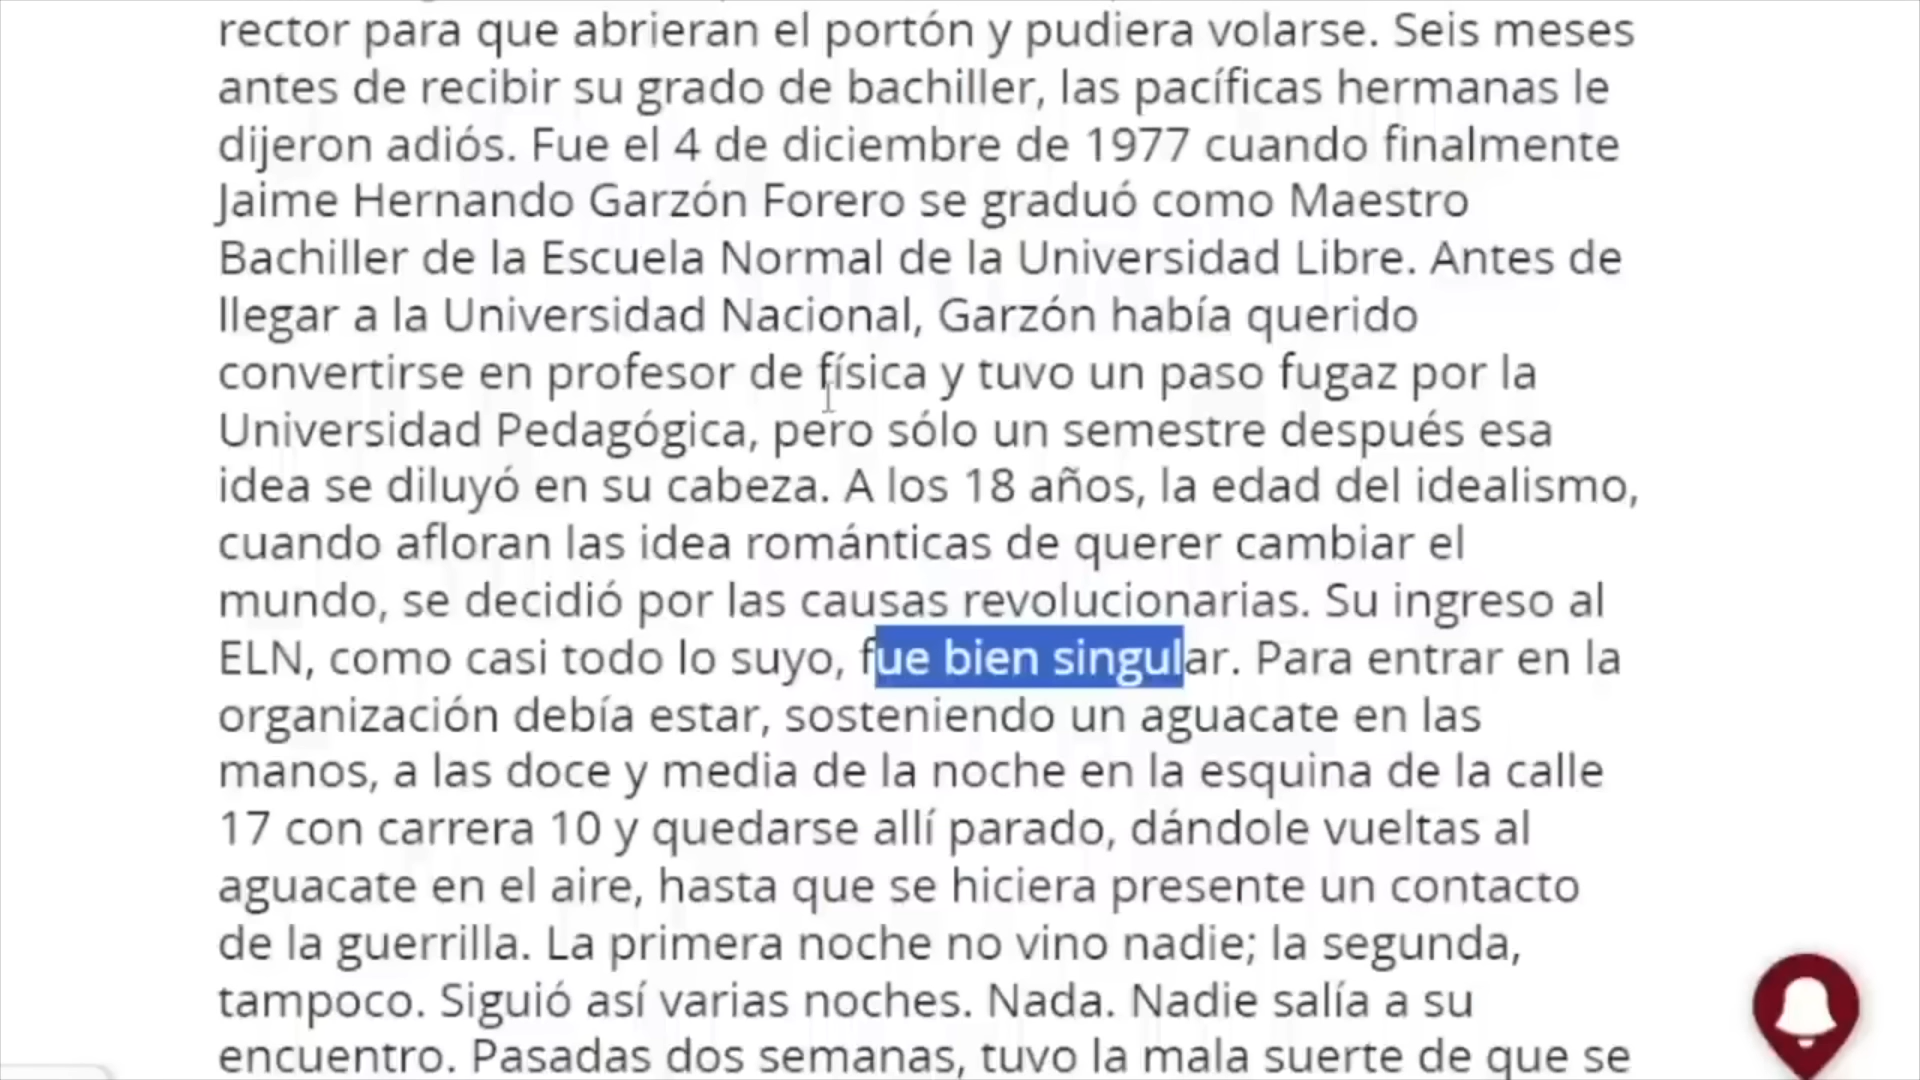 rector para que abrieran el portón y pudiera volarse. Seis meses
antes de recibir su grado de bachiller, las pacíficas hermanas le
dijeron adiós. Fue el 4 de diciembre de 1977 cuando finalmente
Jaime Hernando Garzón Forero se graduó como Maestro
Bachiller de la Escuela Normal de la Universidad Libre. Antes de
llegar a la Universidad Nacional, Garzón había querido
convertirse en profesor de física y tuvo un paso fugaz por la
Universidad Pedagógica, pero sólo un semestre después esa
idea se diluyó en su cabeza. A los 18 años, la edad del idealismo,
cuando afloran las idea románticas de querer cambiar el
mundo, se decidió por las causas revolucionarias. Su ingreso al
ELN, como casi todo lo suyo, fue bien singular. Para entrar en la
organización debía estar, sosteniendo un aguacate en las
manos, a las doce y media de la noche en la esquina de la calle
17 con carrera 10 y quedarse allí parado, dándole vueltas al
aguacate en el aire, hasta que se hiciera presente un contacto
de la guerrilla. La primera noche no vino nadie; la segunda,
tampoco. Siguió así varias noches. Nada. Nadie salía a su
encuentro. Pasadas dos semanas, tuvo la mala suerte de que se